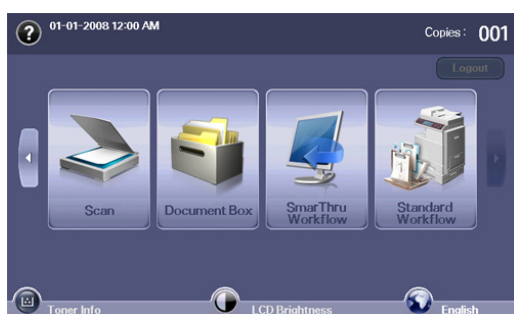 01-01-2008 12:00 AM
Copies : 001
Logout
Scan
Document Box
SmarThru
Workflow
Standard
Workflow
Toner Info
LCD Brightness
English